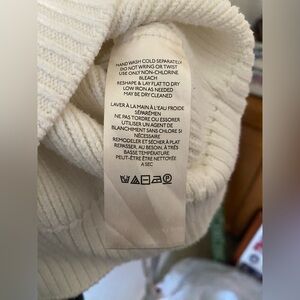 HAND WASH COLD SEPARATELY
DO NOT WRING OR TWIST
USE ONLY NON-CHLORINE
BLEACH
RESHAPE & LAY FLAT TO DRY
LOW IRON AS NEEDED
MAY BE DRY CLEANED
LAVER À LA MAIN À L'EAU FROIDE
SÉPARÉMEN
NE PAS TORDRE OU ESSORER
UTILISER UN AGENT DE
BLANCHIMENT SANS CHLORE SI
NÉCESSAIRE
REMODELER, SÉCHER À PLAT
REPASSER, AU BESOIN, À TRÈS
BASSE TEMPÉRATURE
PEUT-ÊTRE ÊTRE NETTOYÉE
A SEC